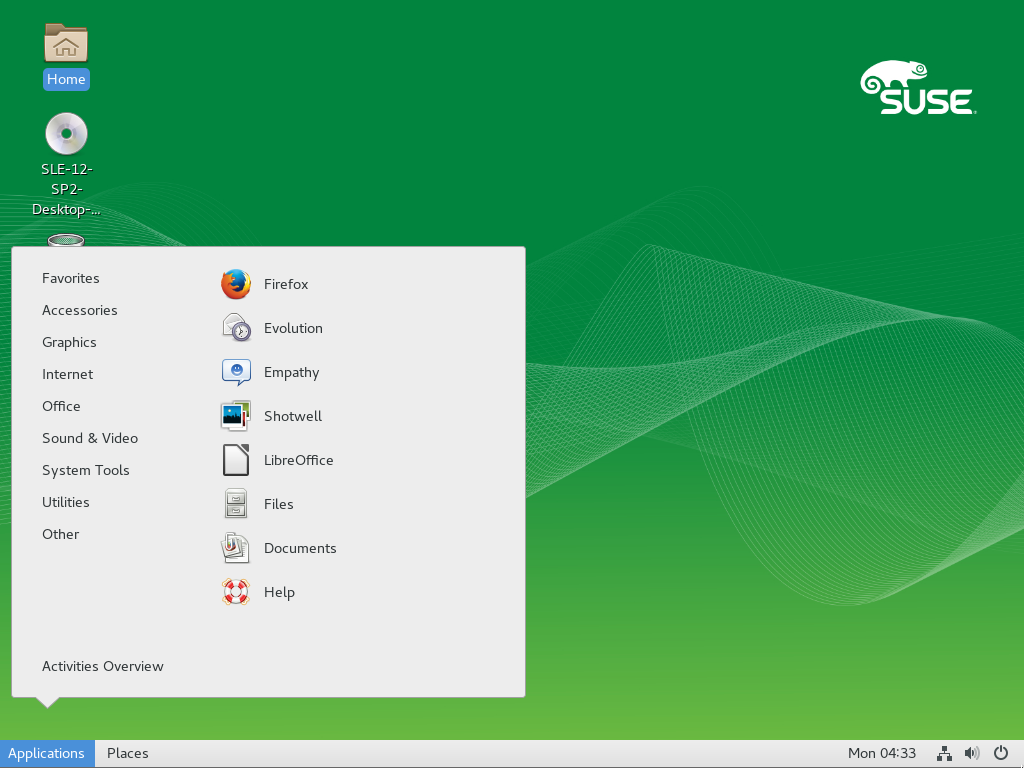 Home
SUSE
SLE-12-
SP2-
Desktop-...
Favorites
Accessories
Graphics
Internet
Office
Sound & Video
System Tools
Utilities
Other
Activities Overview
Firefox
Evolution
Empathy
Shotwell
LibreOffice
Files
Documents
Help
Applications
Places
Mon 04:33